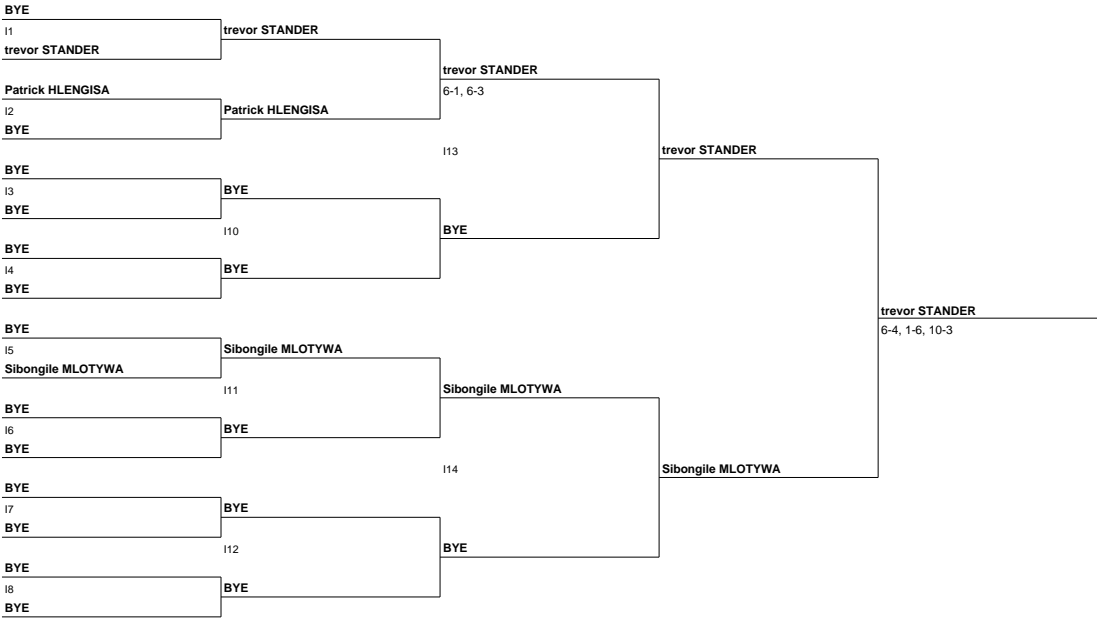 BYE
I1
trevor STANDER
trevor STANDER
Patrick HLENGISA
I2
BYE
Patrick HLENGISA
trevor STANDER
6-1, 6-3
BYE
I3
BYE
BYE
I10
BYE
I4
BYE
BYE
BYE
I13
trevor STANDER
BYE
I5
Sibongile MLOTYWA
Sibongile MLOTYWA
I11
BYE
I6
BYE
BYE
Sibongile MLOTYWA
BYE
I7
BYE
BYE
I12
BYE
I8
BYE
BYE
BYE
I14
Sibongile MLOTYWA
trevor STANDER
6-4, 1-6, 10-3